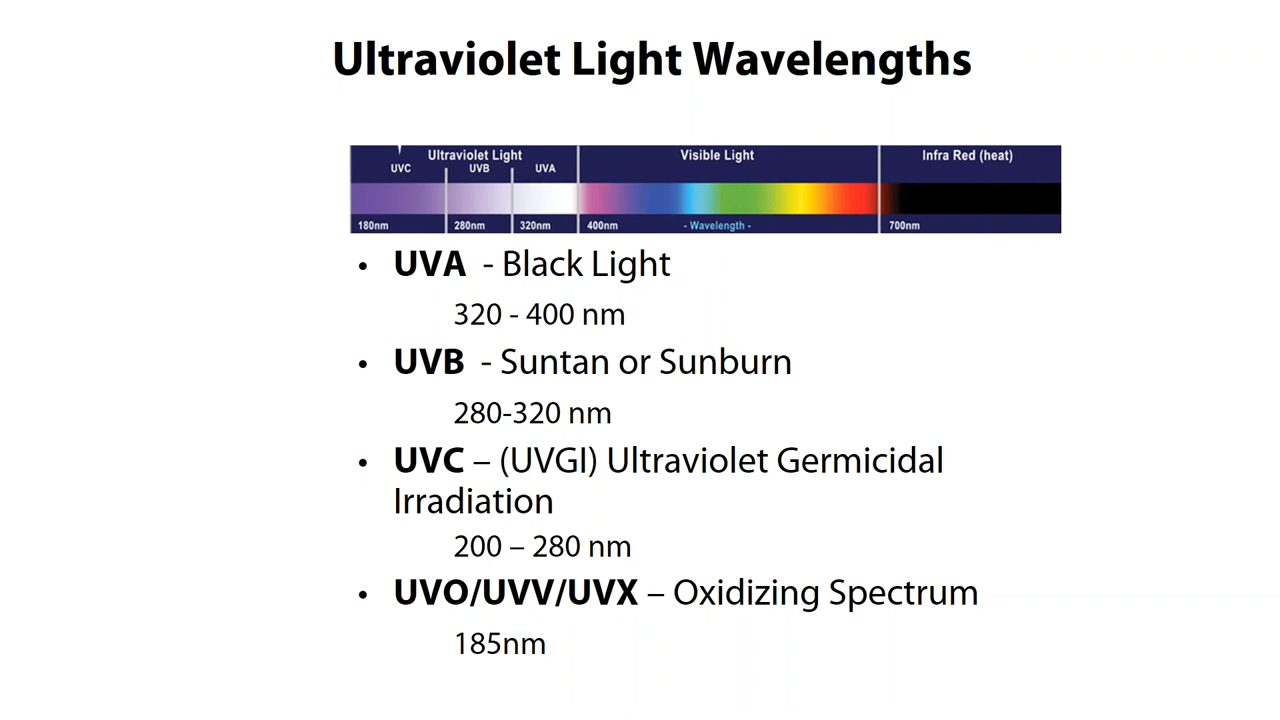 Ultraviolet Light Wavelengths
Ultraviolet Light
Visible Light
Infra Red (heat)
UVC
UVB
UVA
180nm
280nm
320nm
400nm
- Wavelength -
700nm
• UVA - Black Light
320 - 400 nm
• UVB - Suntan or Sunburn
280-320 nm
• UVC – (UVGI) Ultraviolet Germicidal
Irradiation
200 – 280 nm
• UVO/UVV/UVX – Oxidizing Spectrum
185nm